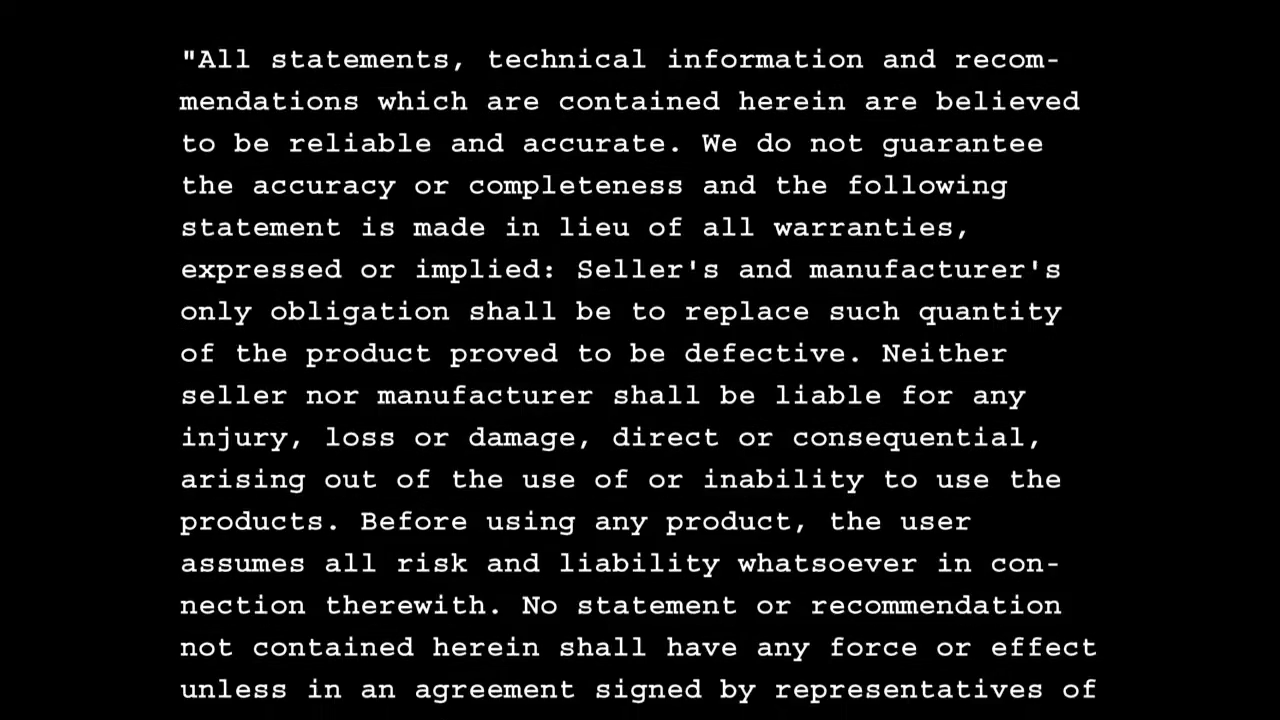 "All statements, technical information and recom-
mendations which are contained herein are believed
to be reliable and accurate. We do not guarantee
the accuracy or completeness and the following
statement is made in lieu of all warranties,
expressed or implied: Seller's and manufacturer's
only obligation shall be to replace such quantity
of the product proved to be defective. Neither
seller nor manufacturer shall be liable for any
injury, loss or damage, direct or consequential,
arising out of the use of or inability to use the
products. Before using any product, the user
assumes all risk and liability whatsoever in con-
nection therewith. No statement or recommendation
not contained herein shall have any force or effect
unless in an agreement signed by representatives of